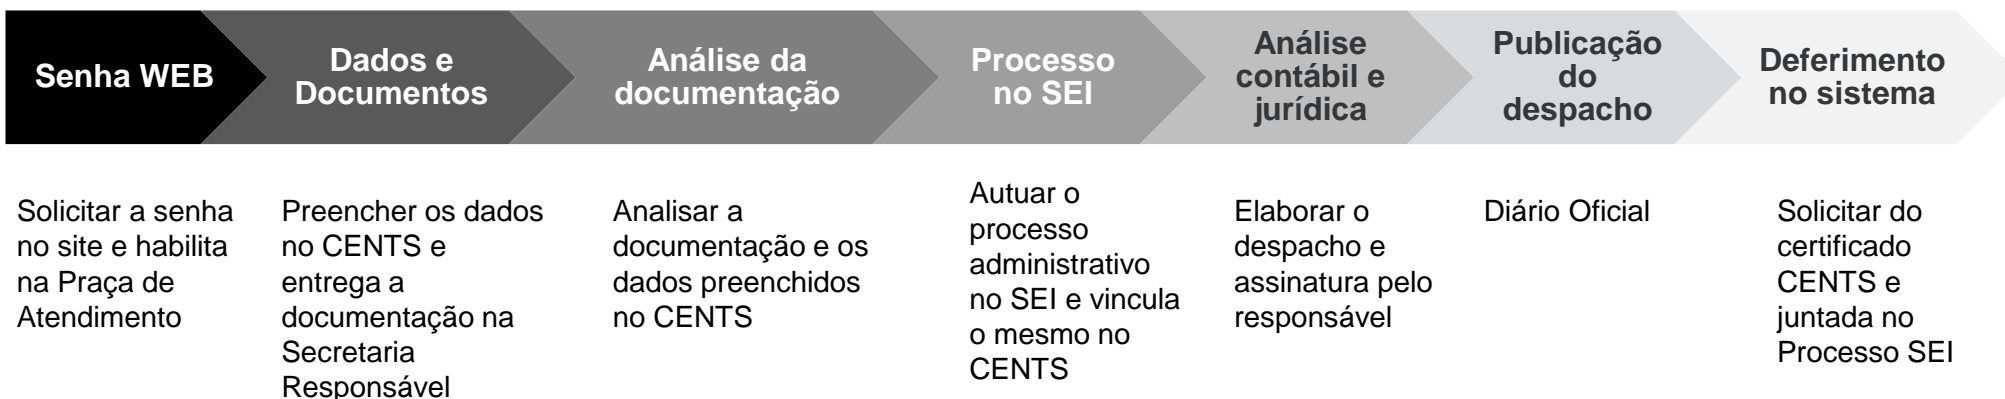 Senha WEB
Dados e
Documentos
Análise da
documentação
Processo
no SEI
Análise
contábil e
jurídica
Publicação
do
despacho
Deferimento
no sistema
Solicitar a senha
no site e habilita
na Praça de
Atendimento
Preencher os dados
no CENTS e
entrega a
documentação na
Secretaria
Responsável
Analisar a
documentação e os
dados preenchidos
no CENTS
Autuar o
processo
administrativo
no SEI e vincula
o mesmo no
CENTS
Elaborar o
despacho e
assinatura pelo
responsável
Diário Oficial
Solicitar do
certificado
CENTS e
juntada no
Processo SEI